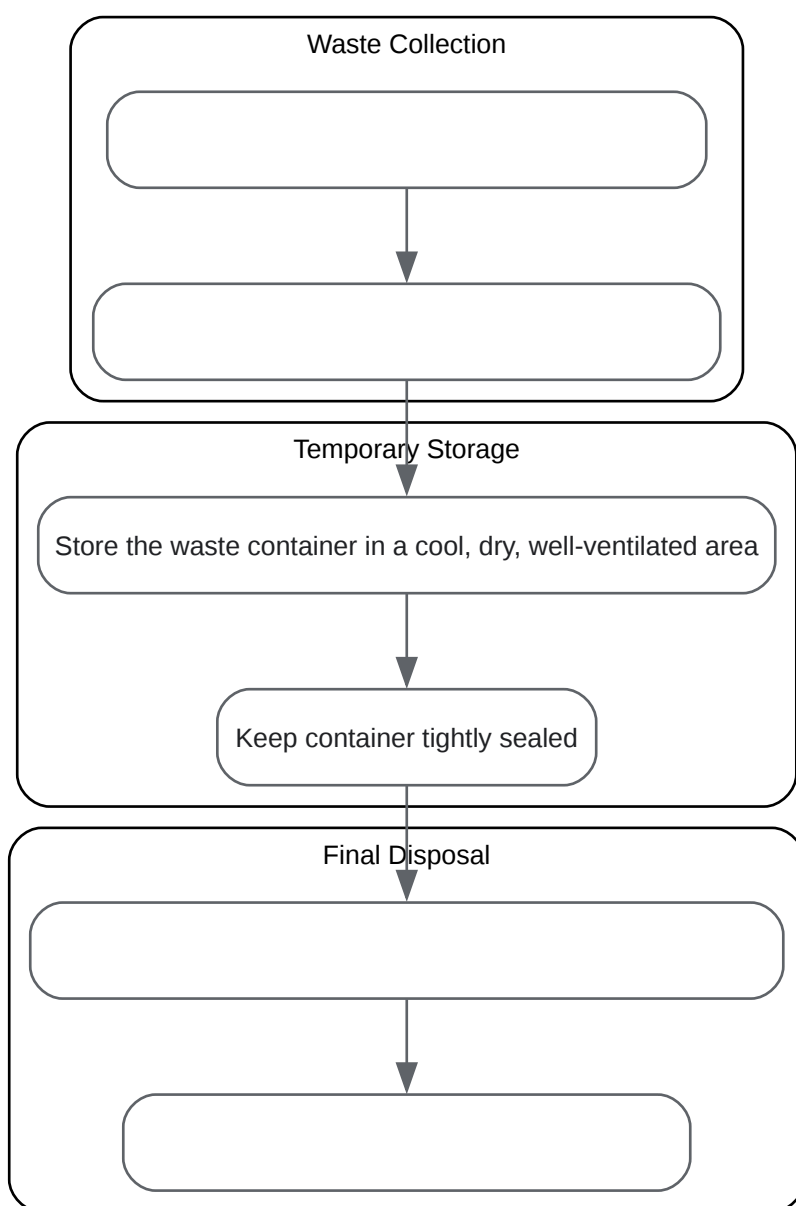 Waste Collection
Temporary Storage
Store the waste container in a cool, dry, well-ventilated area
Keep container tightly sealed
Final Disposal